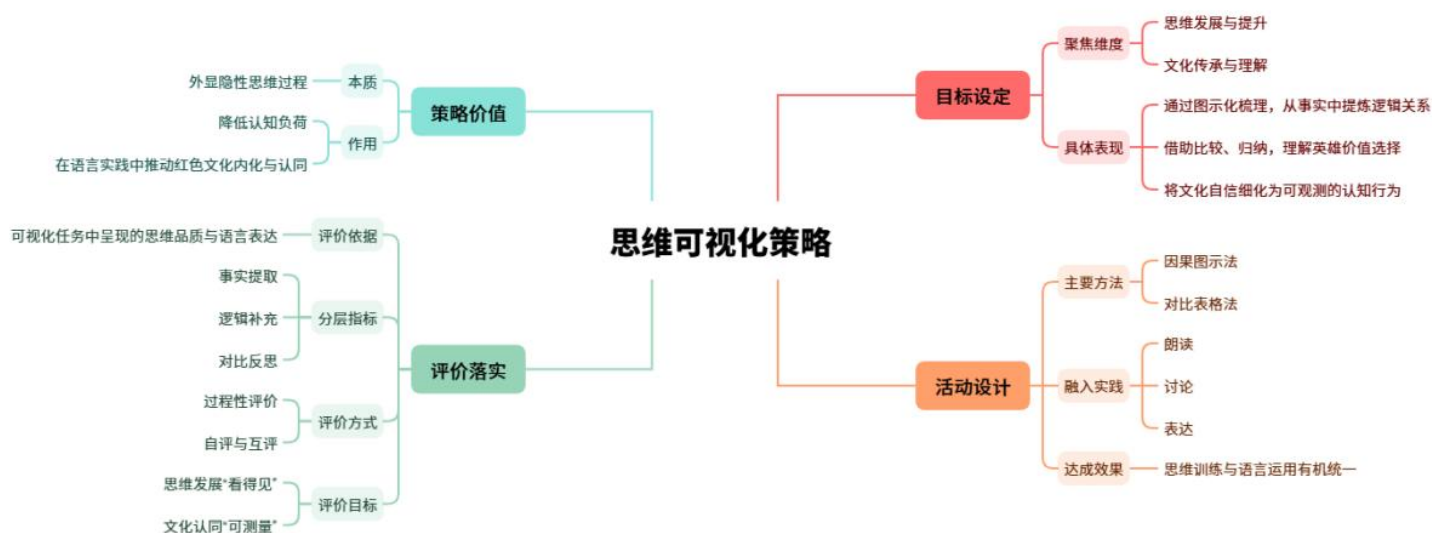 思维可视化策略
目标设定
聚焦维度
思维发展与提升
文化传承与理解
具体表现
通过图示化梳理，从事实中提炼逻辑关系
借助比较、归纳，理解英雄价值选择
将文化自信细化为可观测的认知行为
活动设计
主要方法
因果图示法
对比表格法
融入实践
朗读
讨论
表达
达成效果
思维训练与语言运用有机统一
策略价值
本质
外显隐性思维过程
作用
降低认知负荷
在语言实践中推动红色文化内化与认同
评价落实
评价依据
可视化任务中呈现的思维品质与语言表达
分层指标
事实提取
逻辑补充
对比反思
评价方式
过程性评价
自评与互评
评价目标
思维发展“看得见”
文化认同“可测量”